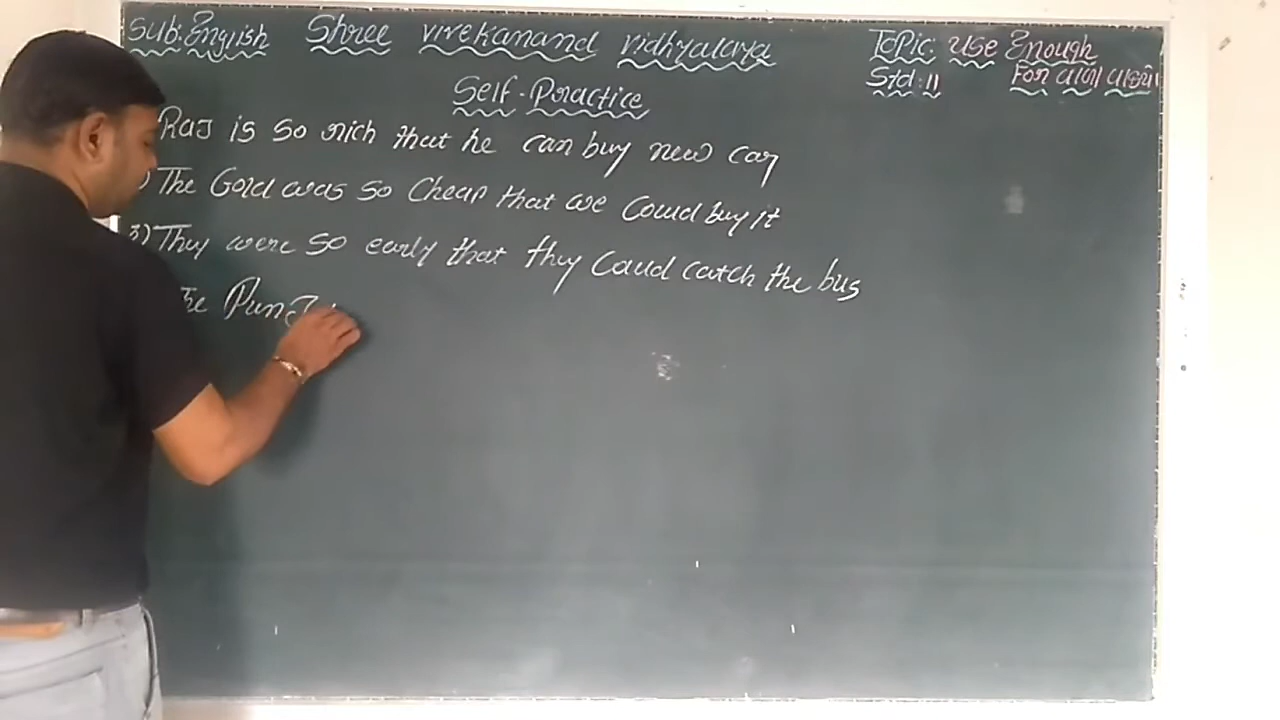 Sub: English Shree vivekanand vidhyalaya Topic: Use Enough
Std: 11 For વાળા વાક્યો
Self-Practice
Raj is so rich that he can buy new car
The Gold was so Cheap that we Could buy it
3) They were so early that they Could catch the bus
The